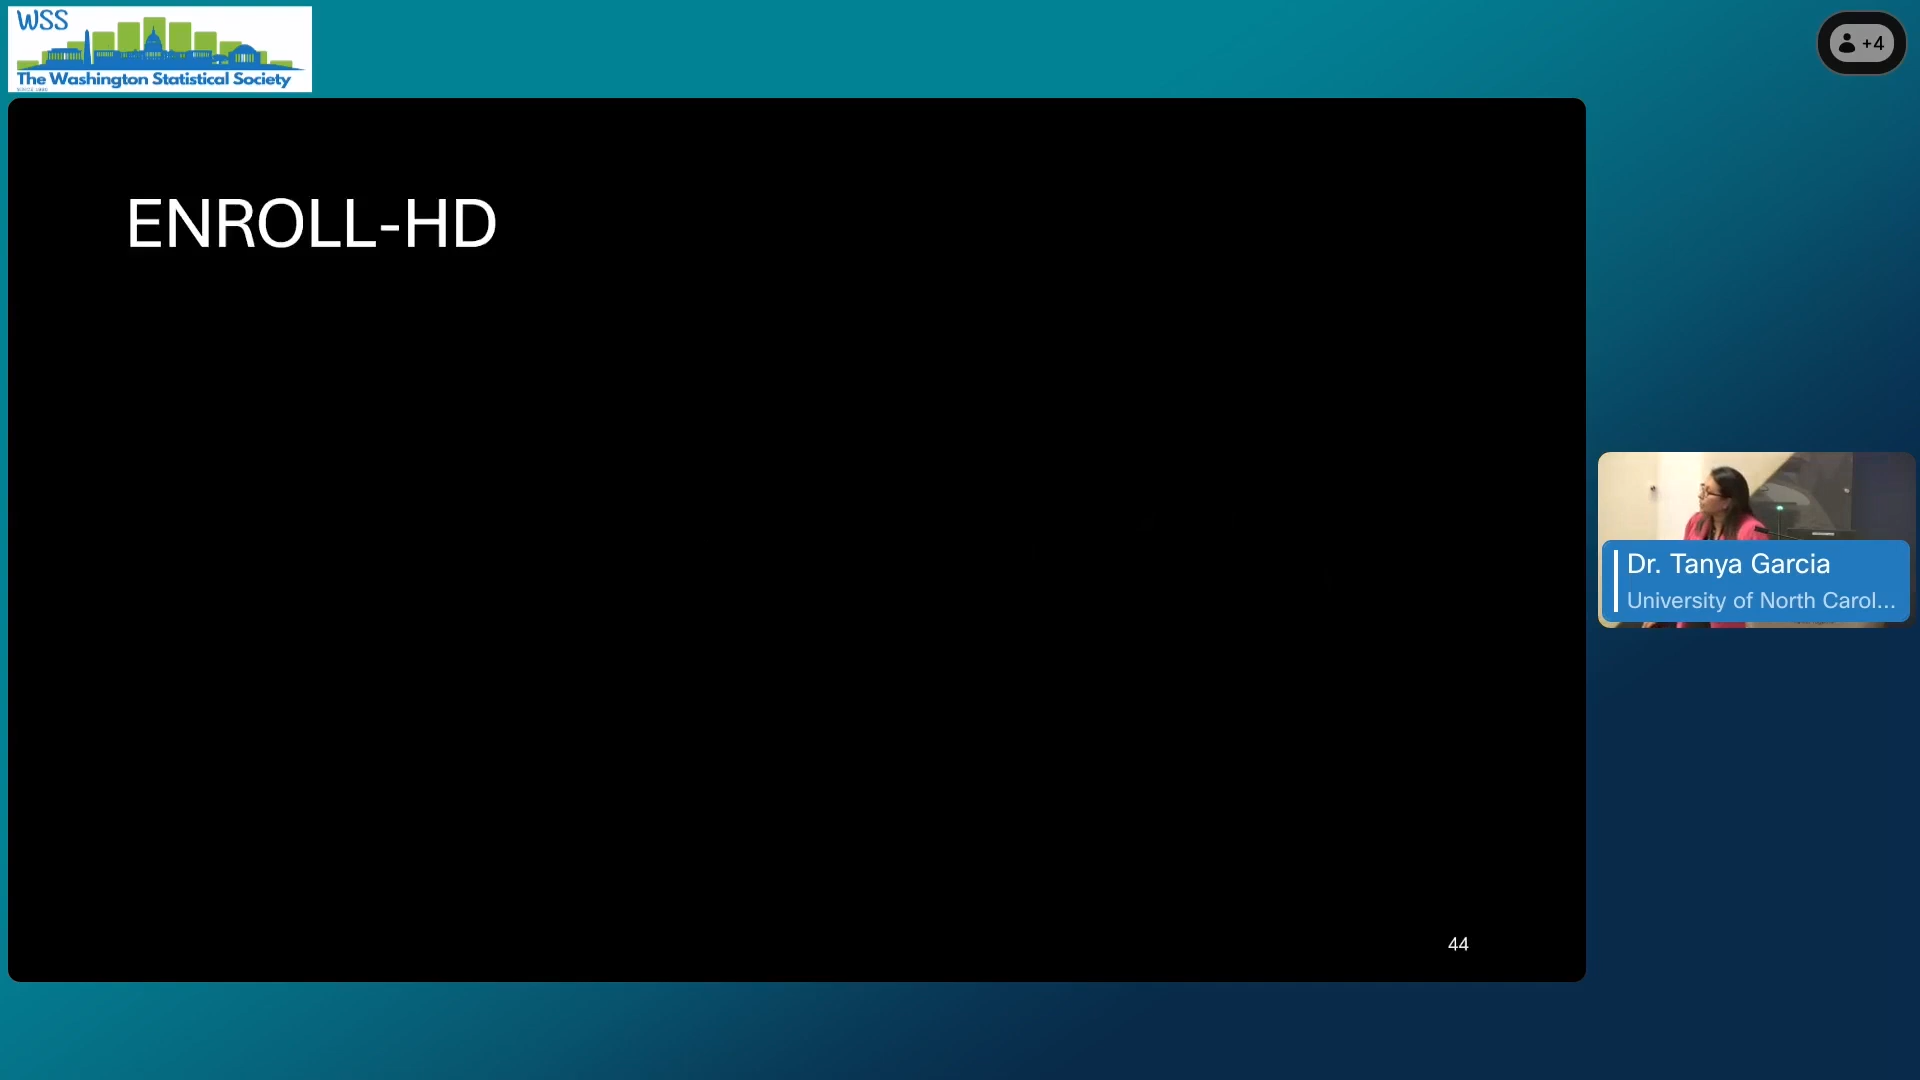 WSS
The Washington Statistical Society
+4
ENROLL-HD
Dr. Tanya Garcia
University of North Carol...
44